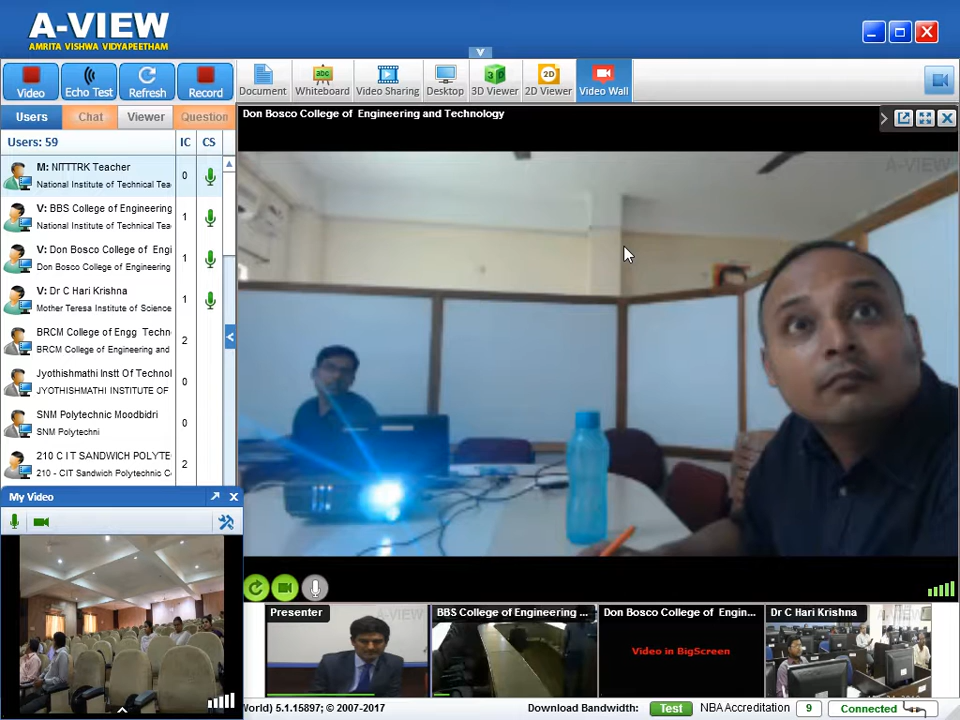 A-VIEW
AMRITA VISHWA VIDYAPEETHAM
Video
Echo Test
Refresh
Record
Document
abc
Whiteboard
Video Sharing
Desktop
3D
3D Viewer
2D
2D Viewer
Video Wall
Users
Chat
Viewer
Question
Users: 59
IC
CS
M: NITTTRK Teacher
National Institute of Technical Tea
0
V: BBS College of Engineering
National Institute of Technical Tea
1
V: Don Bosco College of Engi
Don Bosco College of Engineering
1
V: Dr C Hari Krishna
Mother Teresa Institute of Science
1
BRCM College of Engg Techn
BRCM College of Engineering and
2
Jyothishmathi Instt Of Technol
JYOTHISHMATHI INSTITUTE OF
0
SNM Polytechnic Moodbidri
SNM Polytechni
0
210 C I T SANDWICH POLYTE
210 - CIT Sandwich Polytechnic C
2
My Video
Don Bosco College of Engineering and Technology
A-VIEW
Presenter
A-VIEW
BBS College of Engineering ...
Don Bosco College of Engin...
Video in BigScreen
Dr C Hari Krishna
World) 5.1.15897; © 2007-2017
Download Bandwidth:
Test
NBA Accreditation
9
Connected